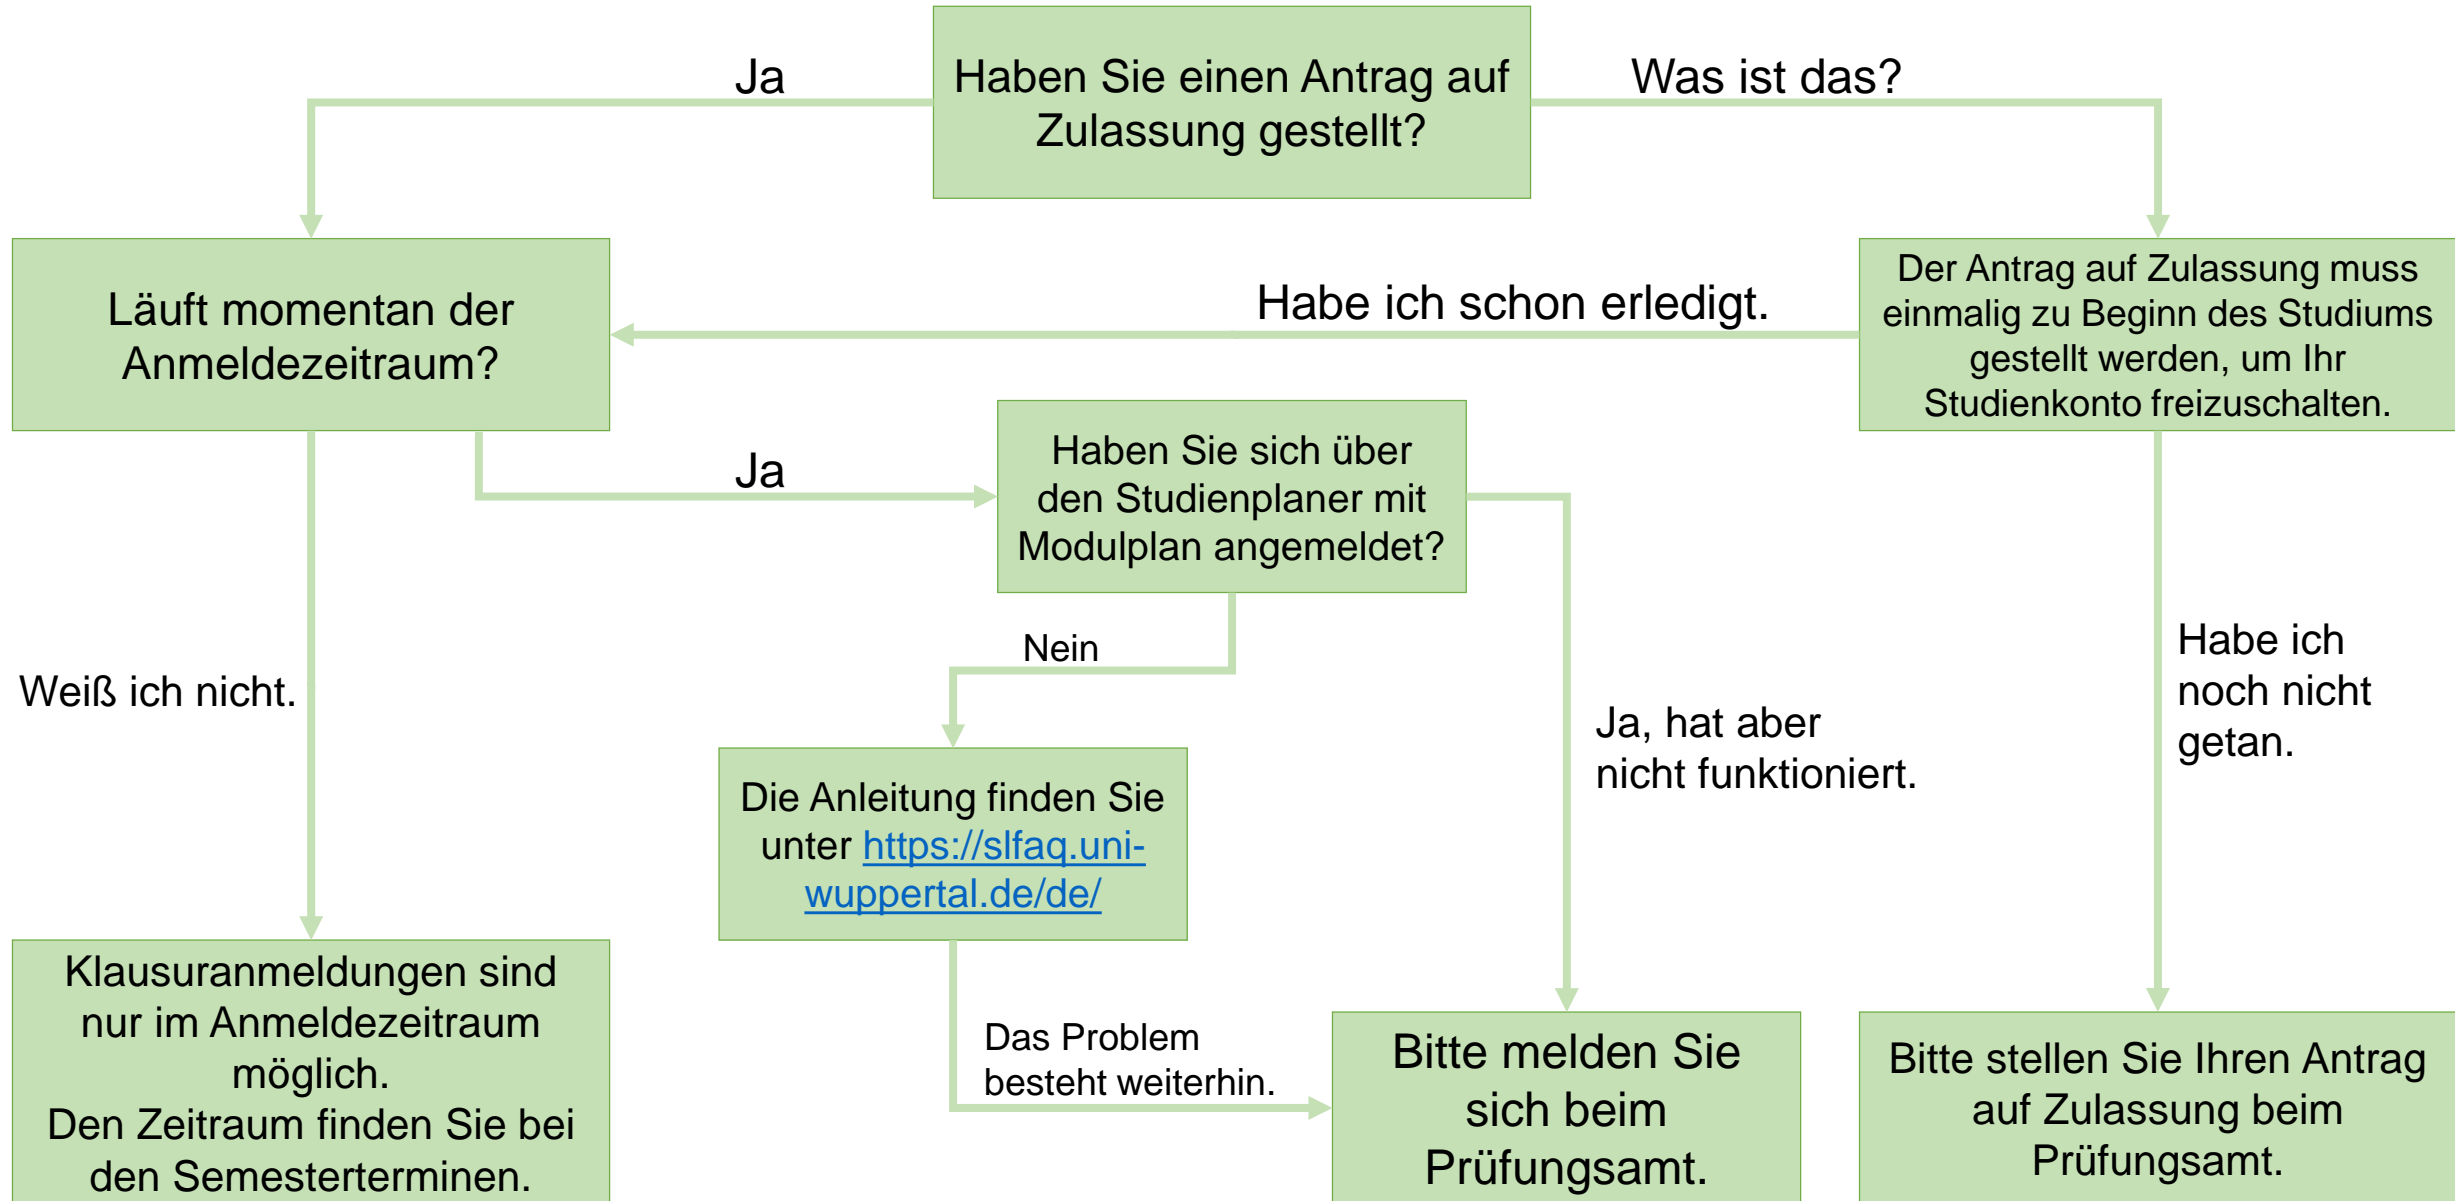 Ja
Haben Sie einen Antrag auf
Zulassung gestellt?
Was ist das?
Läuft momentan der
Anmeldezeitraum?
Habe ich schon erledigt.
Der Antrag auf Zulassung muss
einmalig zu Beginn des Studiums
gestellt werden, um Ihr
Studienkonto freizuschalten.
Ja
Haben Sie sich über
den Studienplaner mit
Modulplan angemeldet?
Nein
Weiß ich nicht.
Ja, hat aber
nicht funktioniert.
Habe ich
noch nicht
getan.
Die Anleitung finden Sie
unter https://slfaq.uni-
wuppertal.de/de/
Klausuranmeldungen sind
nur im Anmeldezeitraum
möglich.
Den Zeitraum finden Sie bei
den Semesterterminen.
Das Problem
besteht weiterhin.
Bitte melden Sie
sich beim
Prüfungsamt.
Bitte stellen Sie Ihren Antrag
auf Zulassung beim
Prüfungsamt.